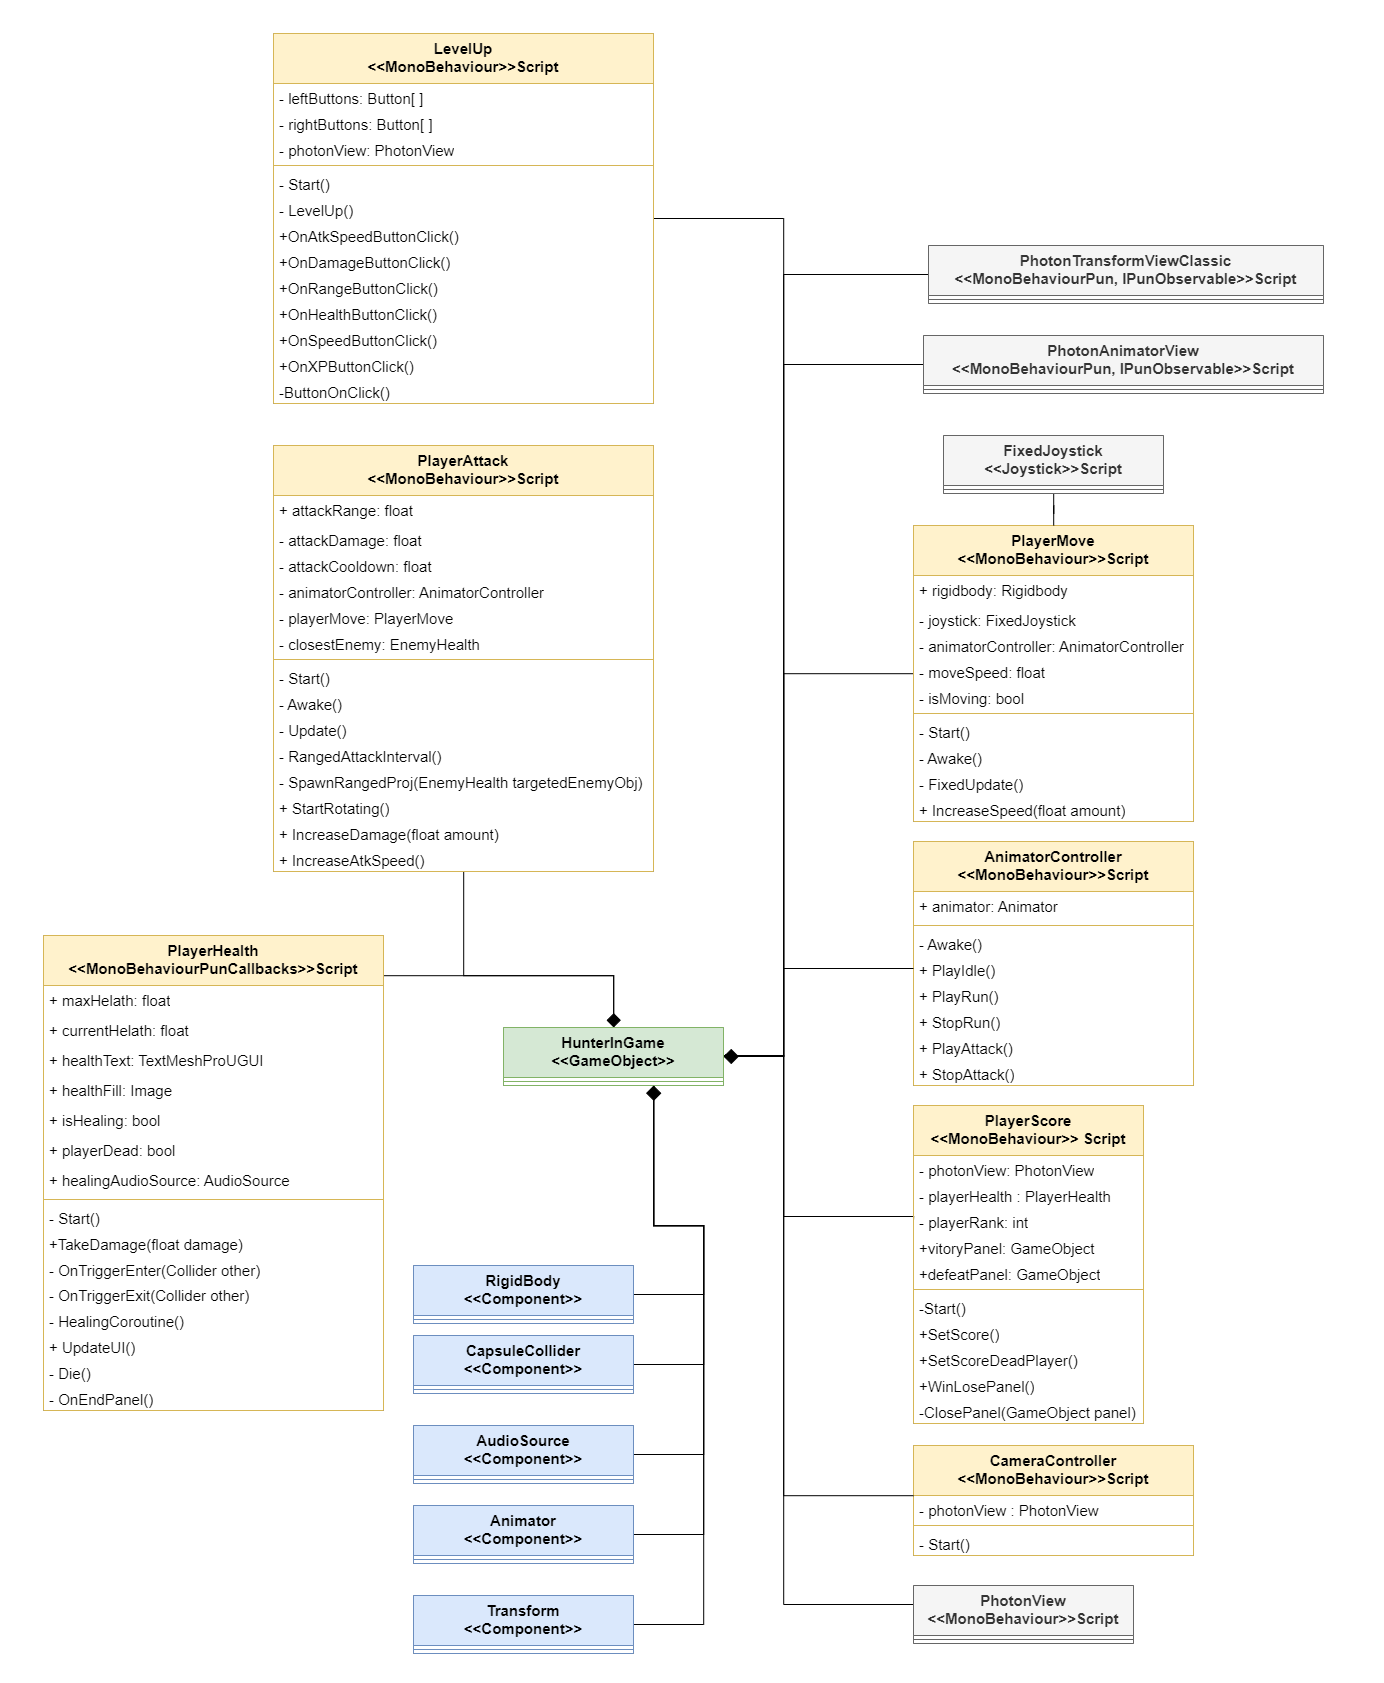 LevelUp
<<MonoBehaviour>>Script
- leftButtons: Button[ ]
- rightButtons: Button[ ]
- photonView: PhotonView
- Start()
- LevelUp()
+OnAtkSpeedButtonClick()
+OnDamageButtonClick()
+OnRangeButtonClick()
+OnHealthButtonClick()
+OnSpeedButtonClick()
+OnXPButtonClick()
-ButtonOnClick()
PhotonTransformViewClassic
<<MonoBehaviourPun, IPunObservable>>Script
PhotonAnimatorView
<<MonoBehaviourPun, IPunObservable>>Script
FixedJoystick
<<Joystick>>Script
PlayerAttack
<<MonoBehaviour>>Script
+ attackRange: float
- attackDamage: float
- attackCooldown: float
- animatorController: AnimatorController
- playerMove: PlayerMove
- closestEnemy: EnemyHealth
- Start()
- Awake()
- Update()
- RangedAttackInterval()
- SpawnRangedProj(EnemyHealth targetedEnemyObj)
+ StartRotating()
+ IncreaseDamage(float amount)
+ IncreaseAtkSpeed()
PlayerMove
<<MonoBehaviour>>Script
+ rigidbody: Rigidbody
- joystick: FixedJoystick
- animatorController: AnimatorController
- moveSpeed: float
- isMoving: bool
- Start()
- Awake()
- FixedUpdate()
+ IncreaseSpeed(float amount)
AnimatorController
<<MonoBehaviour>>Script
+ animator: Animator
- Awake()
+ PlayIdle()
+ PlayRun()
+ StopRun()
+ PlayAttack()
+ StopAttack()
PlayerHealth
<<MonoBehaviourPunCallbacks>>Script
+ maxHelath: float
+ currentHelath: float
+ healthText: TextMeshProUGUI
+ healthFill: Image
+ isHealing: bool
+ playerDead: bool
+ healingAudioSource: AudioSource
- Start()
+TakeDamage(float damage)
- OnTriggerEnter(Collider other)
- OnTriggerExit(Collider other)
- HealingCoroutine()
+ UpdateUI()
- Die()
- OnEndPanel()
HunterInGame
<<GameObject>>
PlayerScore
<<MonoBehaviour>> Script
- photonView: PhotonView
- playerHealth : PlayerHealth
- playerRank: int
+vitoryPanel: GameObject
+defeatPanel: GameObject
-Start()
+SetScore()
+SetScoreDeadPlayer()
+WinLosePanel()
-ClosePanel(GameObject panel)
RigidBody
<<Component>>
CapsuleCollider
<<Component>>
AudioSource
<<Component>>
Animator
<<Component>>
Transform
<<Component>>
CameraController
<<MonoBehaviour>>Script
- photonView : PhotonView
- Start()
PhotonView
<<MonoBehaviour>>Script